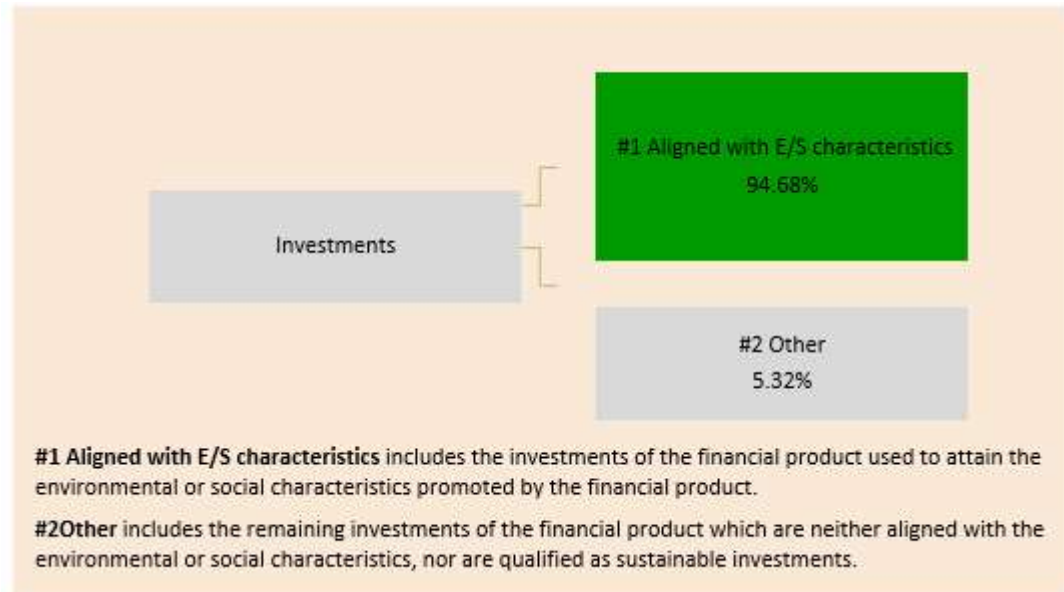 #1 Aligned with E/S characteristics
94.68%
Investments
#2 Other
5.32%
#1 Aligned with E/S characteristics includes the investments of the financial product used to attain the
environmental or social characteristics promoted by the financial product.
#2Other includes the remaining investments of the financial product which are neither aligned with the
environmental or social characteristics, nor are qualified as sustainable investments.